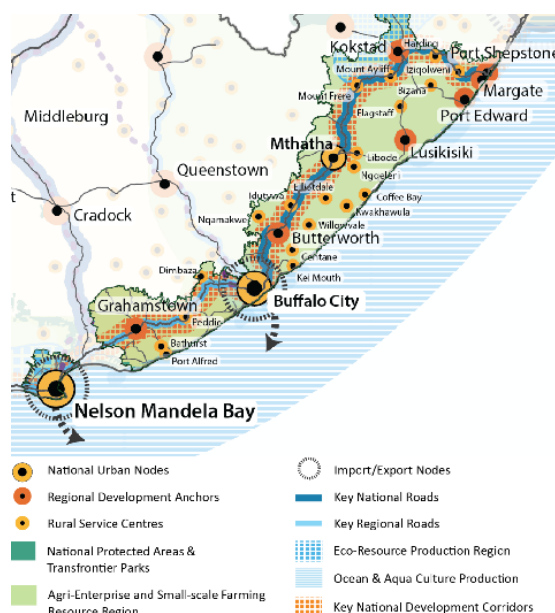 Harding
Kokstad
Port Shepstone
Mount Ayliff
Izigolweni
Bizana
Mount Frere
Margate
Middleburg
Flagstaff
Port Edward
Mthatha
Lusikisiki
Libode
Queenstown
Ngqeleni
Elliotdale
Idutywa
Coffee Bay
Cradock
Nqamakwe
Kwakhawula
Willowvale
Butterworth
Centane
Dimbaza
Kei Mouth
Buffalo City
Grahamstown
Peddie
Bathurst
Port Alfred
Nelson Mandela Bay
National Urban Nodes
Regional Development Anchors
Rural Service Centres
National Protected Areas &
Transfrontier Parks
Agri-Enterprise and Small-scale Farming
Resource Region
Import/Export Nodes
Key National Roads
Key Regional Roads
Eco-Resource Production Region
Ocean & Aqua Culture Production
Key National Development Corridors